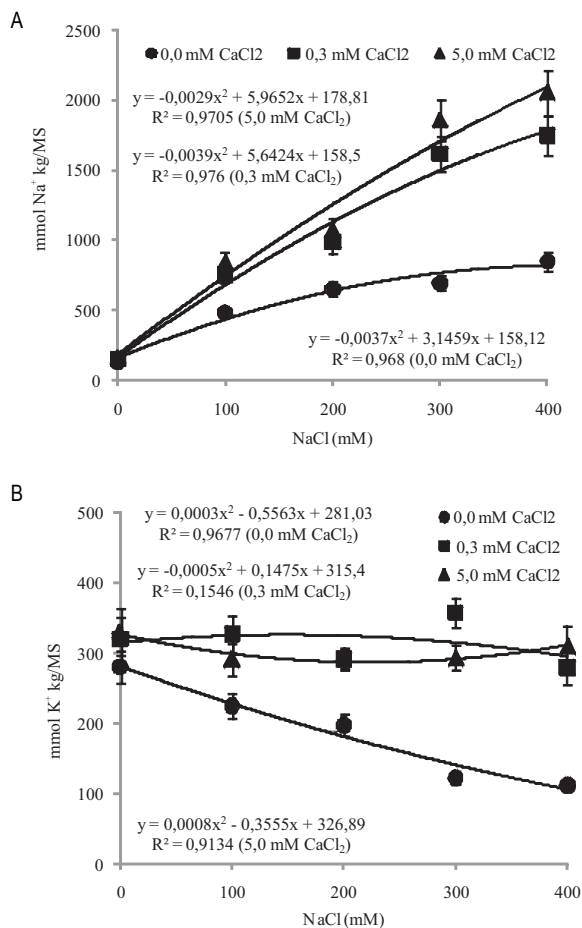 A
2500
0,0 mM CaCl2 0,3 mM CaCl2 5,0 mM CaCl2
y = -0,0029x² + 5,9652x + 178,81
R² = 0,9705 (5,0 mM CaCl₂)
2000
y = -0,0039x² + 5,6424x + 158,5
R² = 0,976 (0,3 mM CaCl₂)
1500
mmol Na⁺ kg/MS
1000
500
y = -0,0037x² + 3,1459x + 158,12
R² = 0,968 (0,0 mM CaCl₂)
0
0 100 200 300 400
NaCl (mM)
B
y = 0,0003x² - 0,5563x + 281,03
500
0,0 mM CaCl2
R² = 0,9677 (0,0 mM CaCl₂)
0,3 mM CaCl2
y = -0,0005x² + 0,1475x + 315,4
5,0 mM CaCl2
R² = 0,1546 (0,3 mM CaCl₂)
400
300
mmol K⁺ kg/MS
200
100
y = 0,0008x² - 0,3555x + 326,89
R² = 0,9134 (5,0 mM CaCl₂)
0
0 100 200 300 400
NaCl (mM)